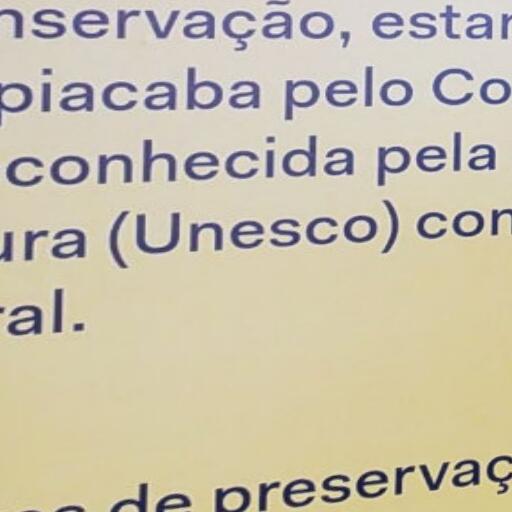 nservação, estar
piacaba pelo Co
conhecida pela
ura (Unesco) con
ral.
de preservaç